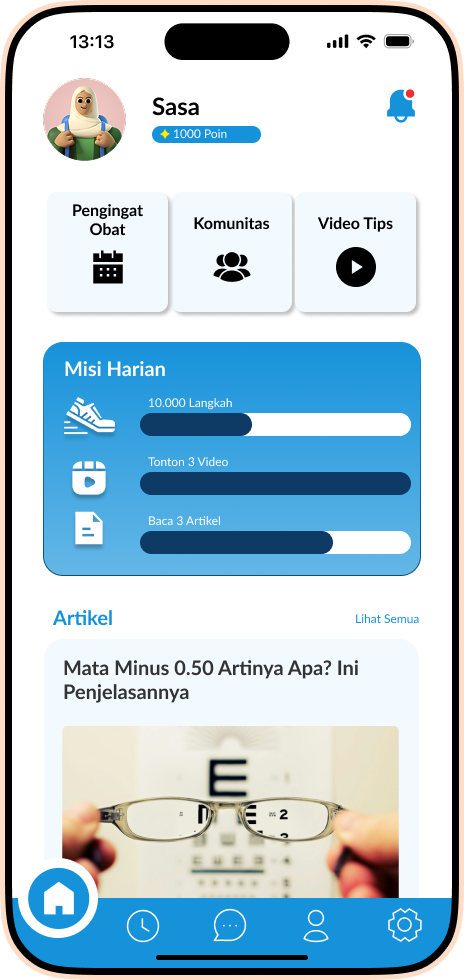 13:13
Sasa
1000 Poin
Pengingat
Obat
Komunitas
Video Tips
Misi Harian
10.000 Langkah
Tonton 3 Video
Baca 3 Artikel
Artikel
Lihat Semua
Mata Minus 0.50 Artinya Apa? Ini
Penjelasannya
E